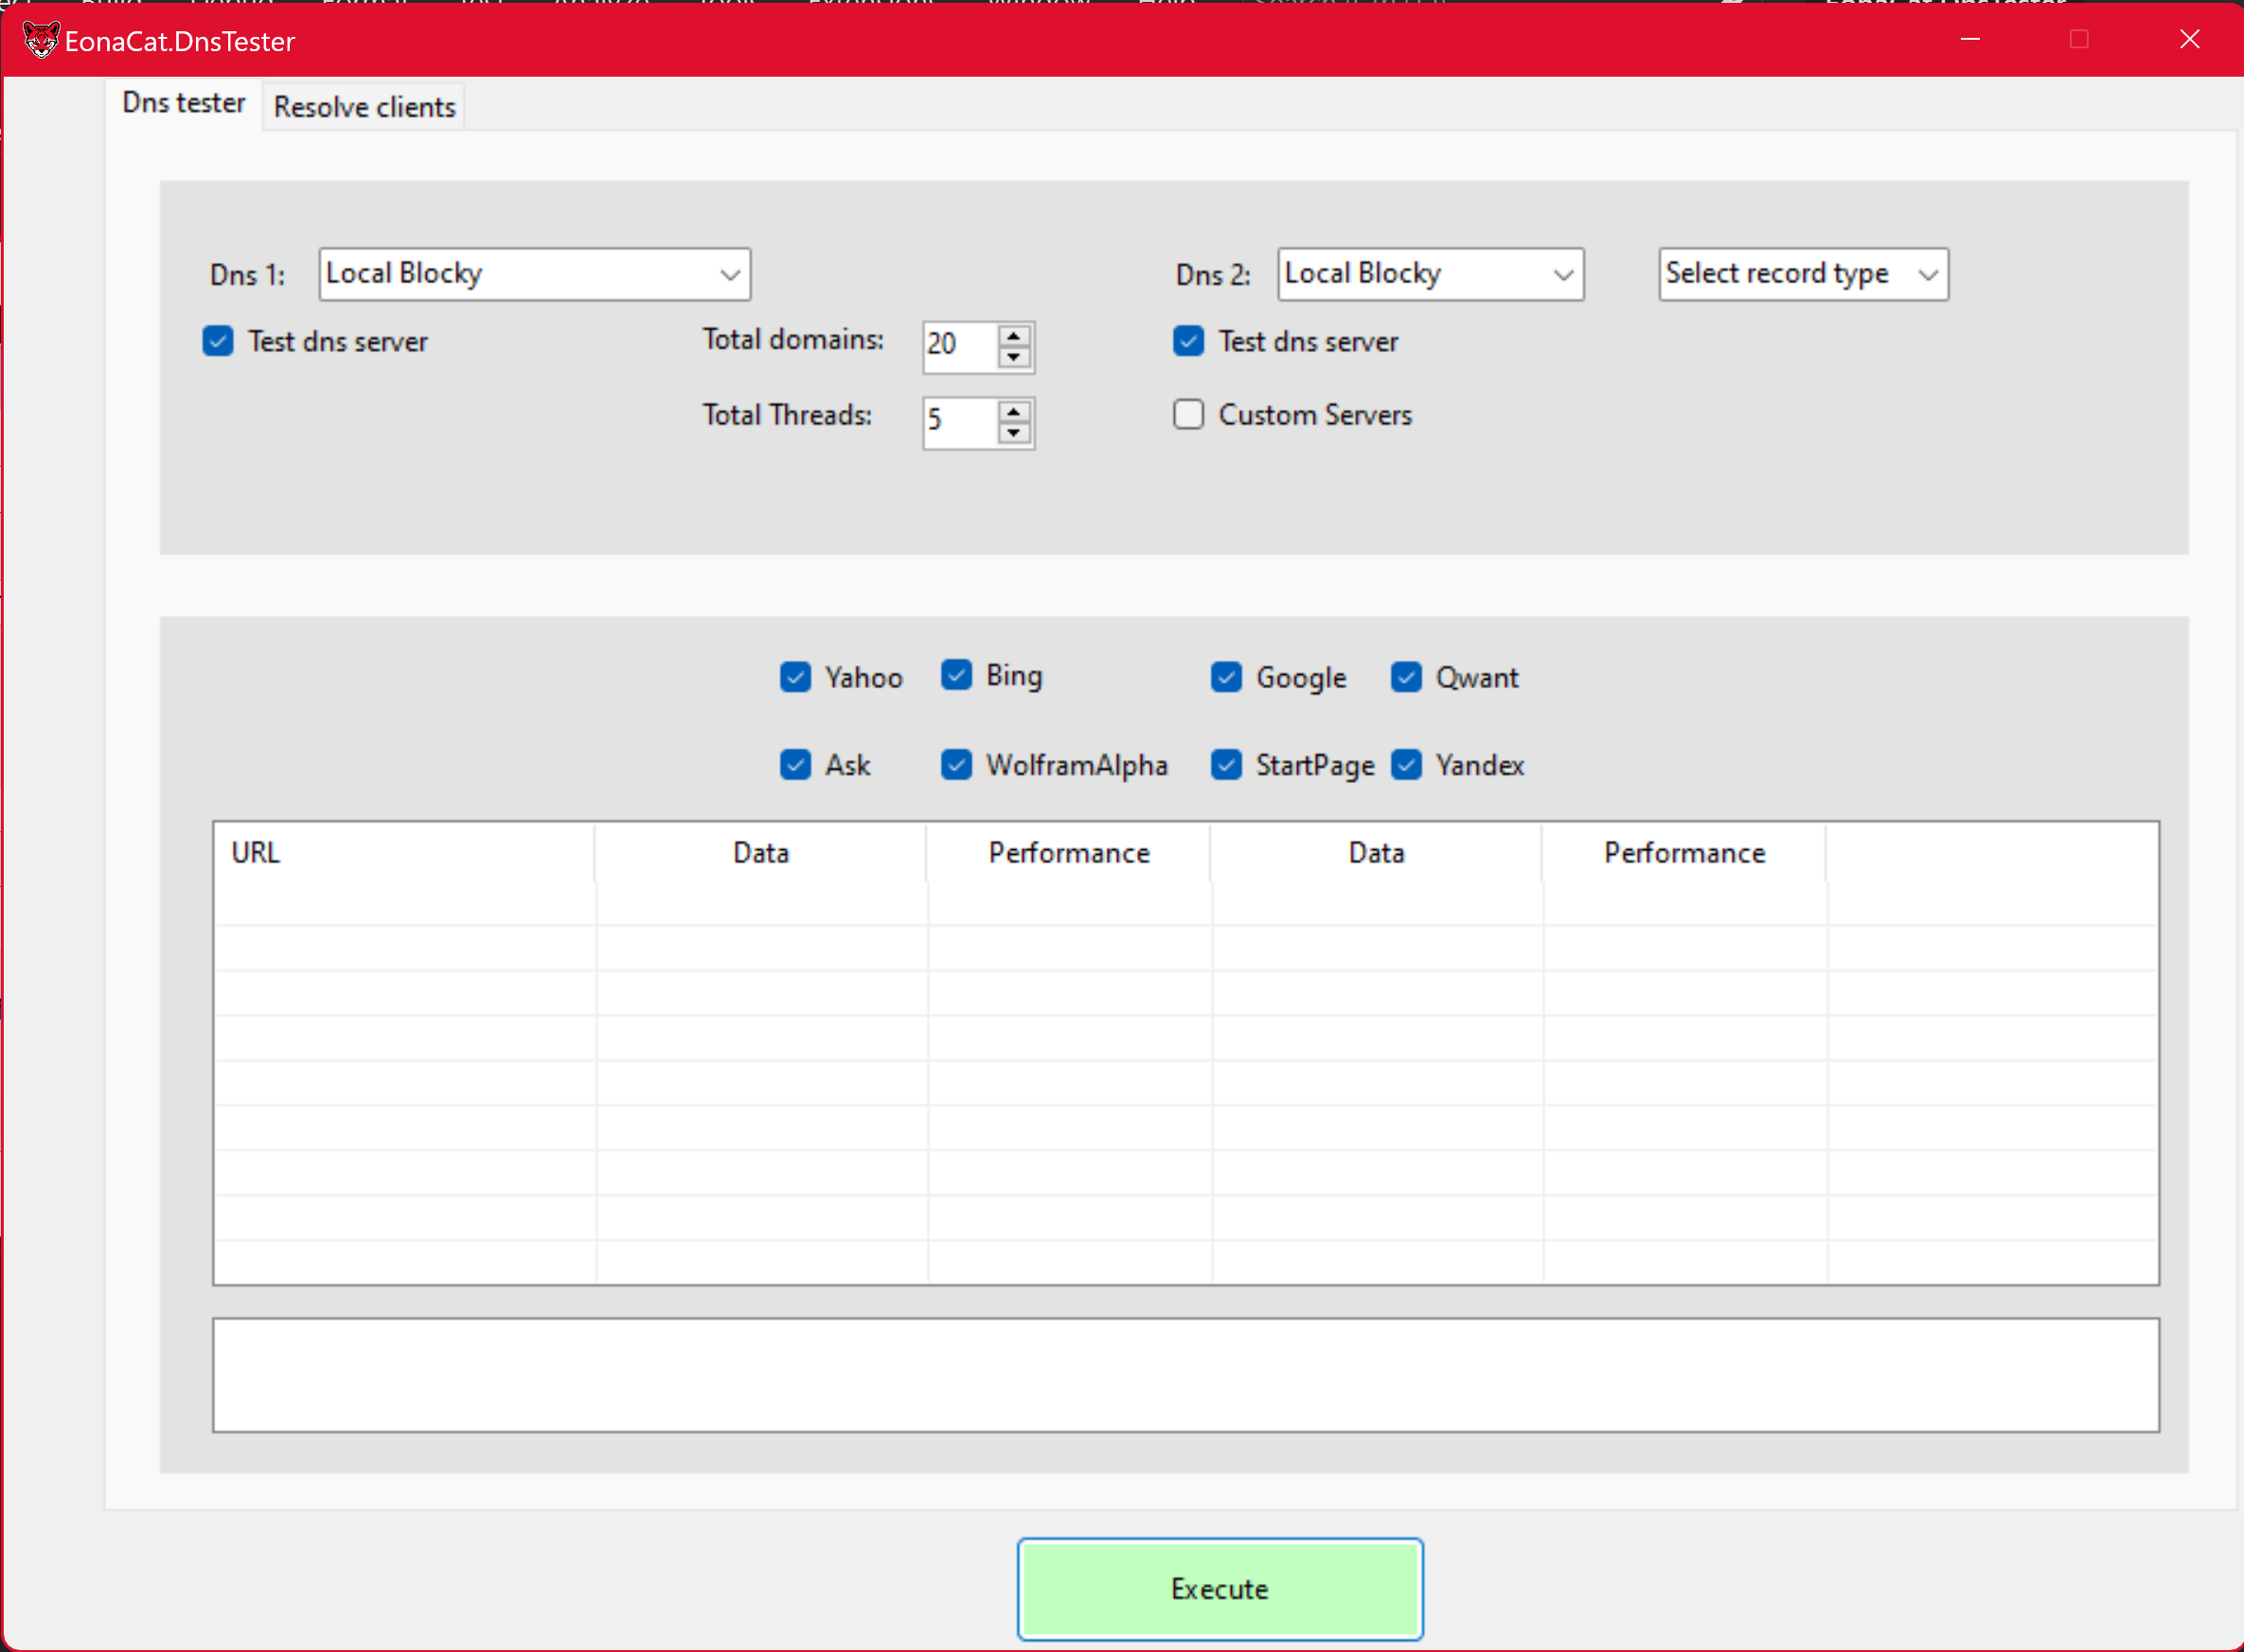 EonaCat.DnsTester
Dns tester
Resolve clients
Dns 1:
Local Blocky
Dns 2:
Local Blocky
Select record type
Test dns server
Total domains:
20
Test dns server
Total Threads:
5
Custom Servers
Yahoo
Bing
Google
Qwant
Ask
WolframAlpha
StartPage
Yandex
URL Data Performance Data Performance
Execute